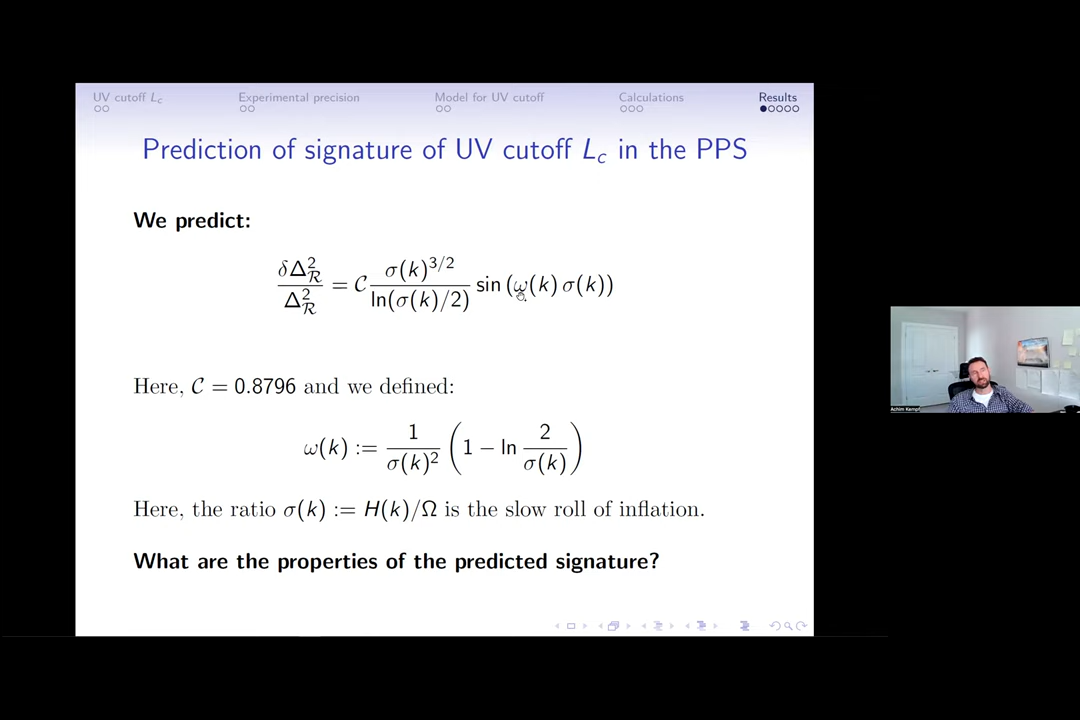 UV cutoff L_c Experimental precision Model for UV cutoff Calculations Results
Prediction of signature of UV cutoff L_c in the PPS
We predict:
δΔ²_ℛ / Δ²_ℛ = 𝒞 σ(k)^{3/2} / ln(σ(k)/2) sin (ω(k) σ(k))
Here, 𝒞 = 0.8796 and we defined:
ω(k) := 1 / σ(k)² (1 − ln 2 / σ(k))
Here, the ratio σ(k) := H(k)/Ω is the slow roll of inflation.
What are the properties of the predicted signature?
Achim Kempf